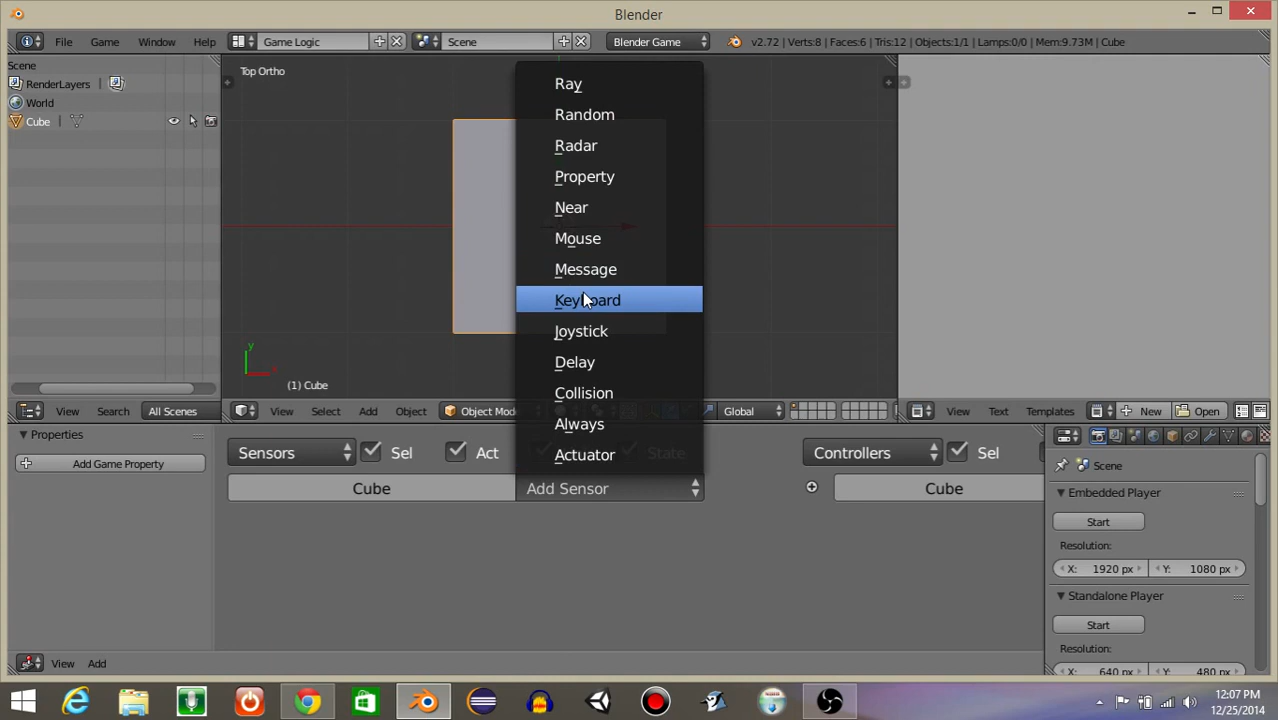 Blender
File Game Window Help Game Logic Scene Blender Game v2.72 | Verts:8 | Faces:6 | Tris:12 | Objects:1/1 | Lamps:0/0 | Mem:9.73M | Cube
Scene
RenderLayers
World
Cube
Top Ortho
Ray
Random
Radar
Property
Near
Mouse
Message
Keyboard
Joystick
Delay
Collision
Always
Actuator
Add Sensor
y
x
(1) Cube
View Search All Scenes
View Select Add Object Object Mode Global
View Text Templates New Open
Properties
Add Game Property
Sensors Sel Act State
Cube
Controllers Sel
Cube
Scene
Embedded Player
Start
Resolution:
X: 1920 px Y: 1080 px
Standalone Player
Start
Resolution:
X: 640 px Y: 480 px
View Add
12:07 PM
12/25/2014